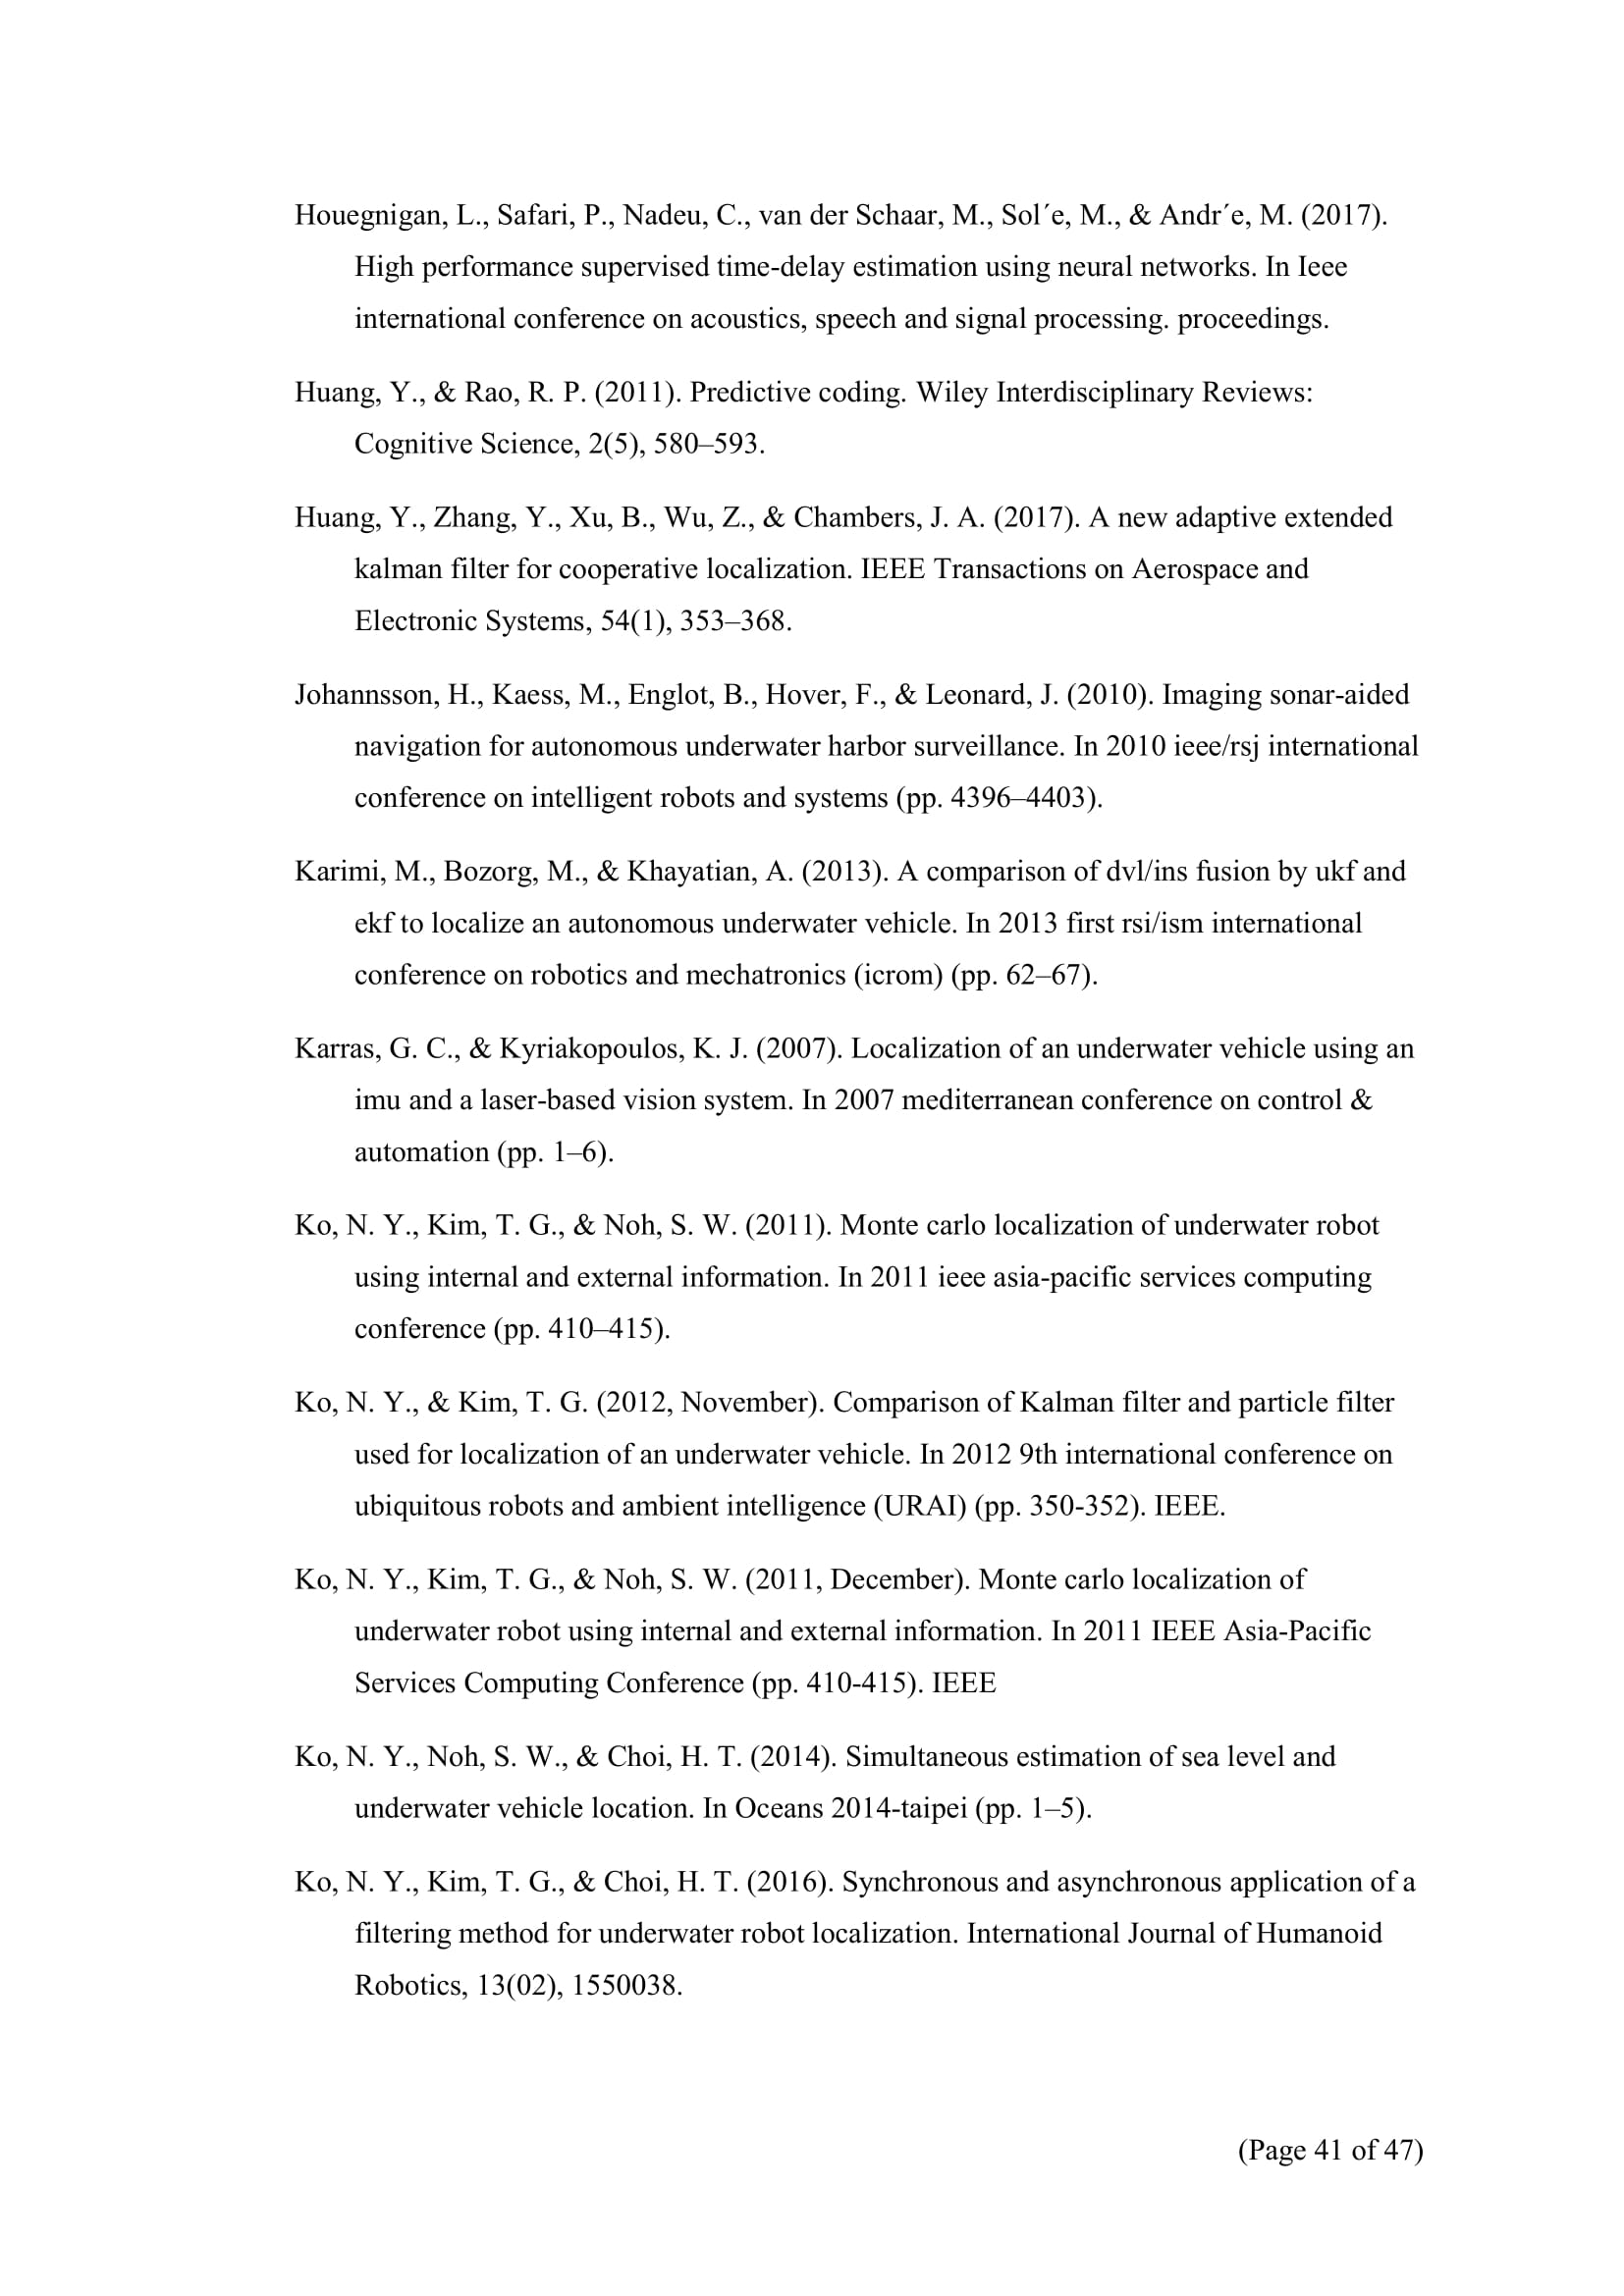 Houegnigan, L., Safari, P., Nadeu, C., van der Schaar, M., Sol´e, M., & Andr´e, M. (2017).
High performance supervised time-delay estimation using neural networks. In Ieee
international conference on acoustics, speech and signal processing. proceedings.
Huang, Y., & Rao, R. P. (2011). Predictive coding. Wiley Interdisciplinary Reviews:
Cognitive Science, 2(5), 580–593.
Huang, Y., Zhang, Y., Xu, B., Wu, Z., & Chambers, J. A. (2017). A new adaptive extended
kalman filter for cooperative localization. IEEE Transactions on Aerospace and
Electronic Systems, 54(1), 353–368.
Johannsson, H., Kaess, M., Englot, B., Hover, F., & Leonard, J. (2010). Imaging sonar-aided
navigation for autonomous underwater harbor surveillance. In 2010 ieee/rsj international
conference on intelligent robots and systems (pp. 4396–4403).
Karimi, M., Bozorg, M., & Khayatian, A. (2013). A comparison of dvl/ins fusion by ukf and
ekf to localize an autonomous underwater vehicle. In 2013 first rsi/ism international
conference on robotics and mechatronics (icrom) (pp. 62–67).
Karras, G. C., & Kyriakopoulos, K. J. (2007). Localization of an underwater vehicle using an
imu and a laser-based vision system. In 2007 mediterranean conference on control &
automation (pp. 1–6).
Ko, N. Y., Kim, T. G., & Noh, S. W. (2011). Monte carlo localization of underwater robot
using internal and external information. In 2011 ieee asia-pacific services computing
conference (pp. 410–415).
Ko, N. Y., & Kim, T. G. (2012, November). Comparison of Kalman filter and particle filter
used for localization of an underwater vehicle. In 2012 9th international conference on
ubiquitous robots and ambient intelligence (URAI) (pp. 350-352). IEEE.
Ko, N. Y., Kim, T. G., & Noh, S. W. (2011, December). Monte carlo localization of
underwater robot using internal and external information. In 2011 IEEE Asia-Pacific
Services Computing Conference (pp. 410-415). IEEE
Ko, N. Y., Noh, S. W., & Choi, H. T. (2014). Simultaneous estimation of sea level and
underwater vehicle location. In Oceans 2014-taipei (pp. 1–5).
Ko, N. Y., Kim, T. G., & Choi, H. T. (2016). Synchronous and asynchronous application of a
filtering method for underwater robot localization. International Journal of Humanoid
Robotics, 13(02), 1550038.
(Page 41 of 47)